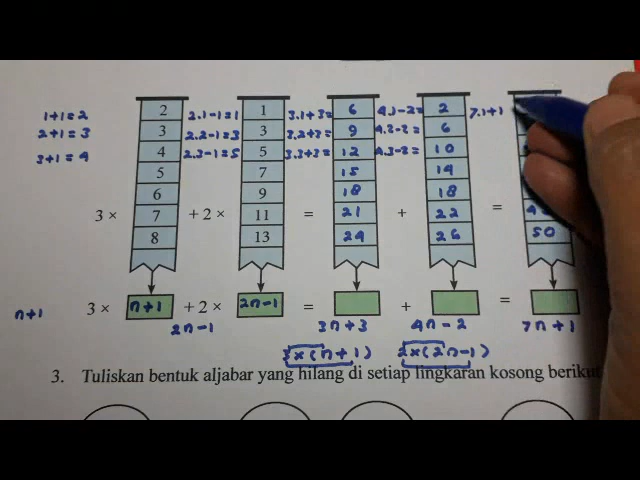 1+1=2 2 2.1-1=1 1 3.1+3= 6 4.1-2= 2 7.1+1
2+1=3 3 2.2-1=3 3 3.2+3= 9 4.2-2= 6
3+1=4 4 2.3-1=5 5 3.3+3= 12 4.3-2= 10
5 7 15 14
6 9 18 18
3 × 7 + 2 × 11 = 21 + 22 =
8 13 24 26 50
n+1 3 × n+1 + 2 × 2n-1 = + =
2n-1 3n+3 4n-2 7n+1
3×(n+1) 2×(2n-1)
3. Tuliskan bentuk aljabar yang hilang di setiap lingkaran kosong berikut